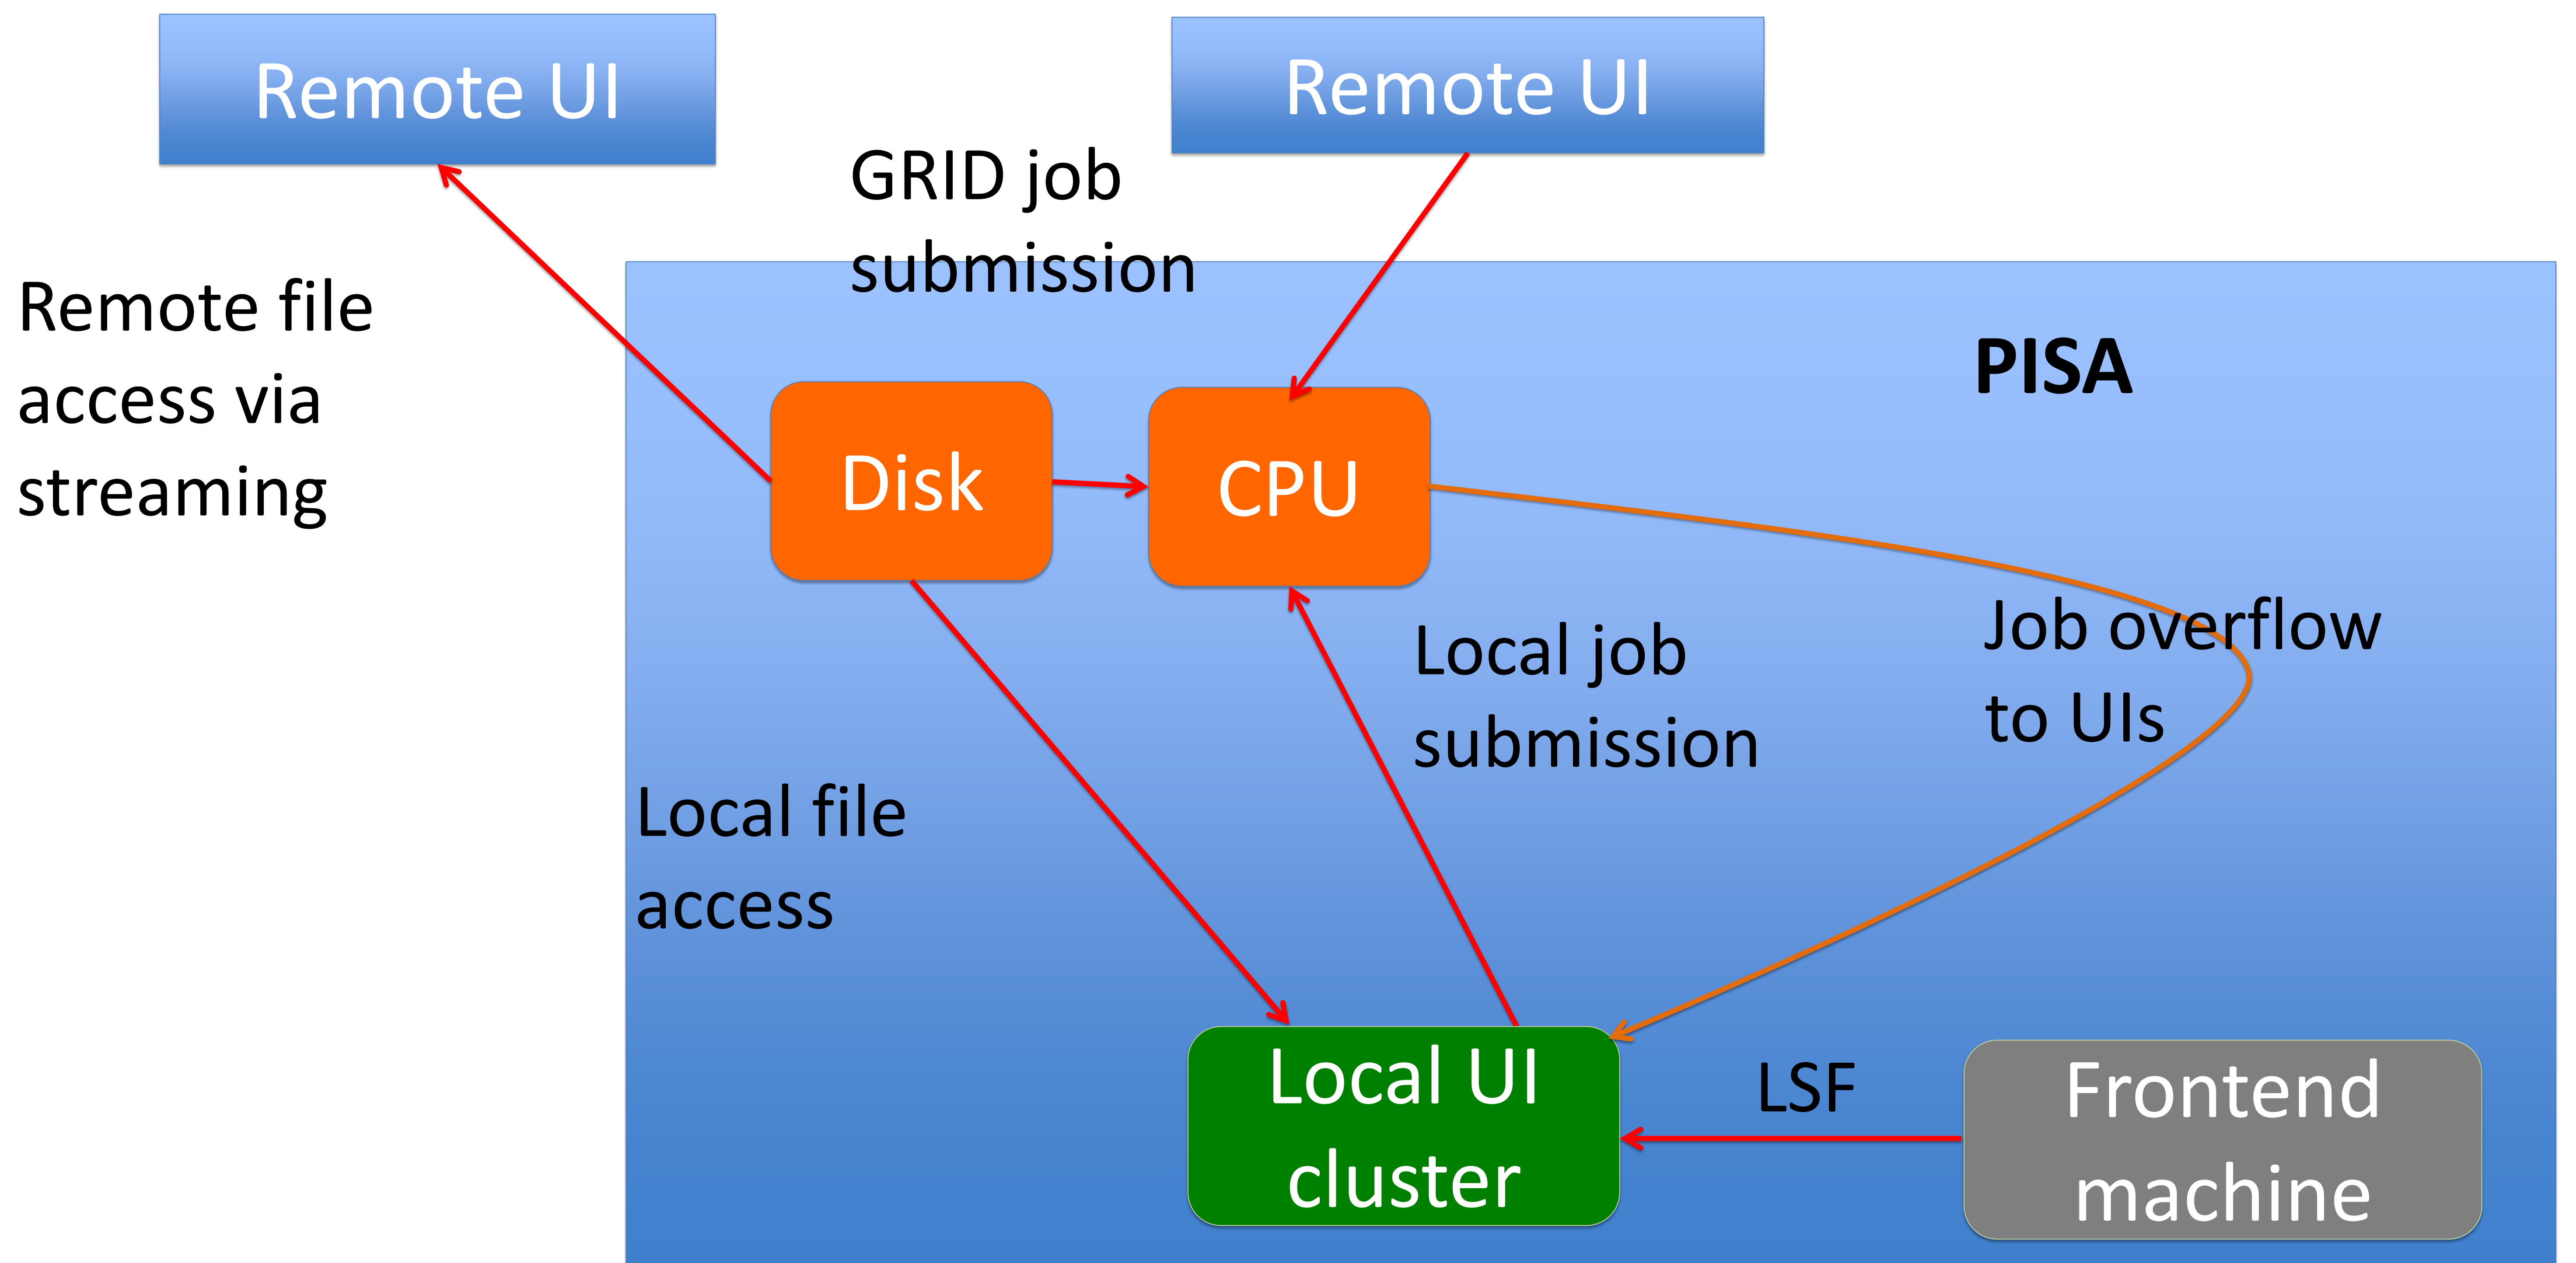 Remote UI
Remote UI
GRID job
submission
Remote file
access via
streaming
PISA
Disk
CPU
Job overflow
to UIs
Local job
submission
Local file
access
Local UI
cluster
LSF
Frontend
machine